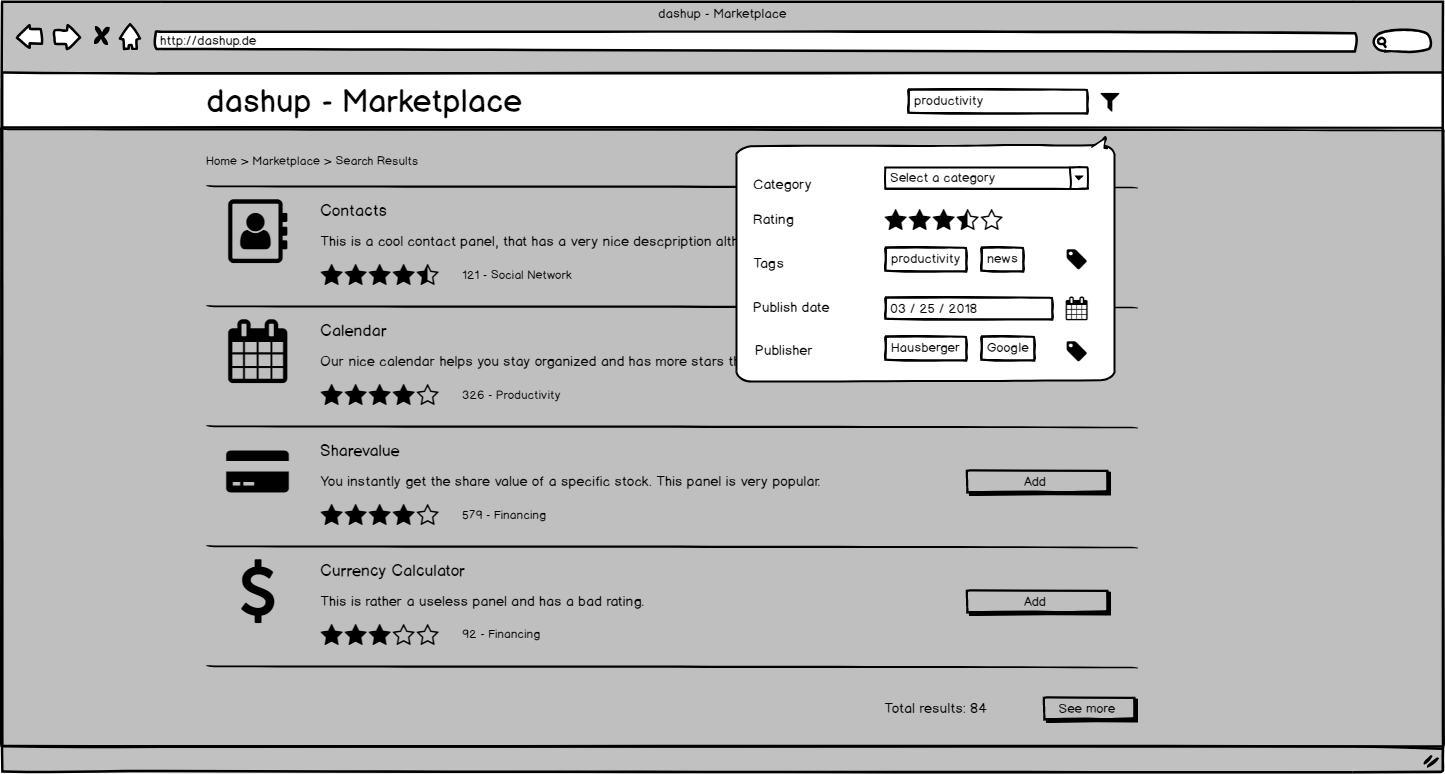 dashup - Marketplace
http://dashup.de
dashup - Marketplace
productivity
Home > Marketplace > Search Results
Category
Select a category
Rating
Tags
productivity news
Publish date
03 / 25 / 2018
Publisher
Hausberger Google
Contacts
This is a cool contact panel, that has a very nice descpription alth
121 - Social Network
Calendar
Our nice calendar helps you stay organized and has more stars th
326 - Productivity
Sharevalue
You instantly get the share value of a specific stock. This panel is very popular.
Add
579 - Financing
Currency Calculator
This is rather a useless panel and has a bad rating.
Add
92 - Financing
Total results: 84
See more